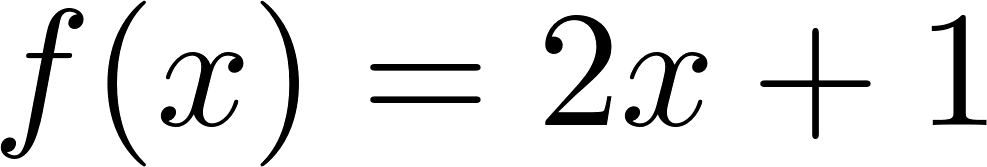 f(x) = 2x + 1